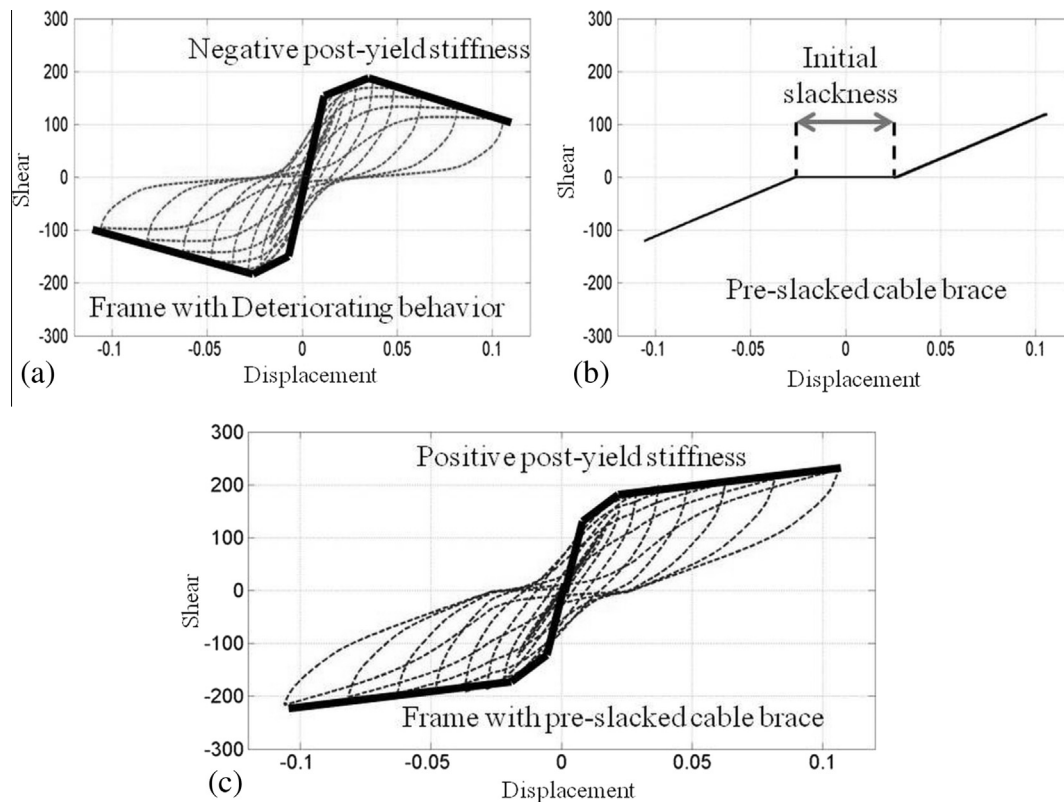 300
200
100
0
-100
-200
-300
Shear
Negative post-yield stiffness
Frame with Deteriorating behavior
-0.1
-0.05
0
0.05
0.1
Displacement
(a)
300
200
100
0
-100
-200
-300
Shear
Initial
slackness
Pre-slacked cable brace
-0.1
-0.05
0
0.05
0.1
Displacement
(b)
300
200
100
0
-100
-200
-300
Shear
Positive post-yield stiffness
Frame with pre-slacked cable brace
-0.1
-0.05
0
0.05
0.1
Displacement
(c)